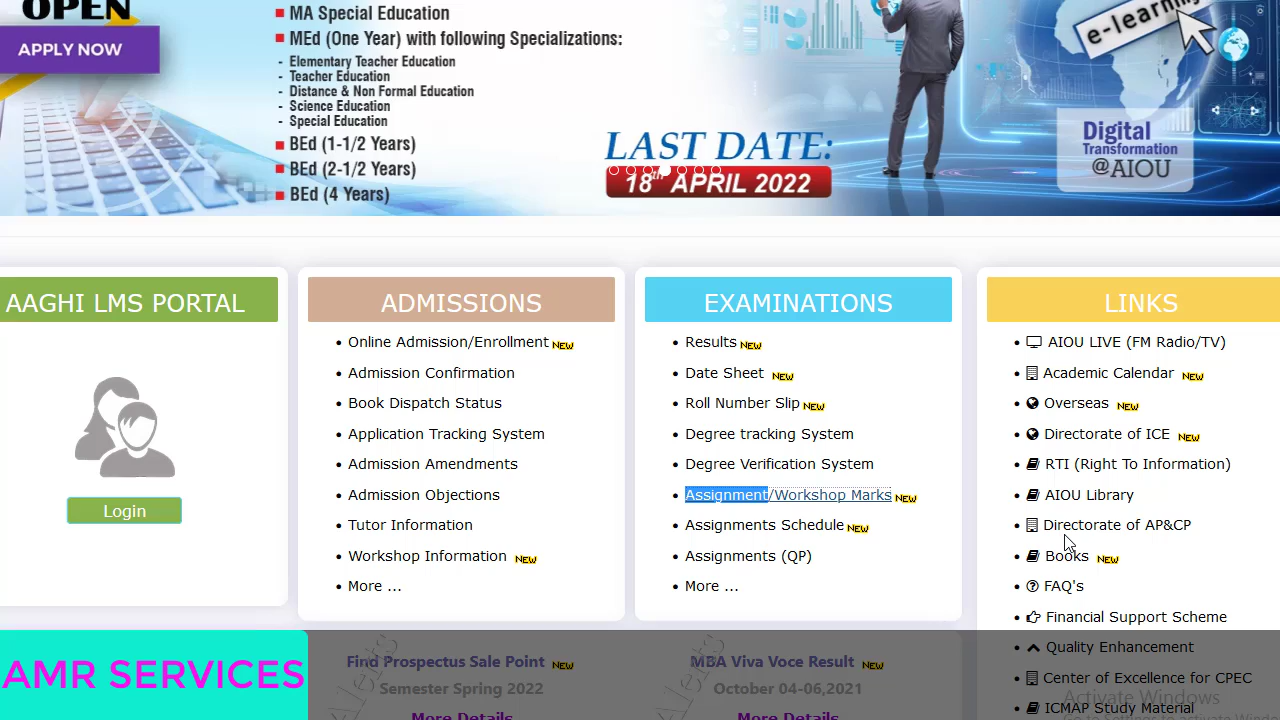 OPEN
APPLY NOW
■ MA Special Education
■ MEd (One Year) with following Specializations:
- Elementary Teacher Education
- Teacher Education
- Distance & Non Formal Education
- Science Education
- Special Education
■ BEd (1-1/2 Years)
■ BEd (2-1/2 Years)
■ BEd (4 Years)
LAST DATE:
18th APRIL 2022
e-learning
Digital
Transformation
@AIOU
AAGHI LMS PORTAL
Login
ADMISSIONS
• Online Admission/Enrollment NEW
• Admission Confirmation
• Book Dispatch Status
• Application Tracking System
• Admission Amendments
• Admission Objections
• Tutor Information
• Workshop Information NEW
• More ...
EXAMINATIONS
• Results NEW
• Date Sheet NEW
• Roll Number Slip NEW
• Degree tracking System
• Degree Verification System
• Assignment/Workshop Marks NEW
• Assignments Schedule NEW
• Assignments (QP)
• More ...
LINKS
• AIOU LIVE (FM Radio/TV)
• Academic Calendar NEW
• Overseas NEW
• Directorate of ICE NEW
• RTI (Right To Information)
• AIOU Library
• Directorate of AP&CP
• Books NEW
• FAQ's
• Financial Support Scheme
• Quality Enhancement
• Center of Excellence for CPEC
• ICMAP Study Material
AMR SERVICES
Alerts
Find Prospectus Sale Point NEW
Semester Spring 2022
More Details
Alerts
MBA Viva Voce Result NEW
October 04-06,2021
More Details
Activate Windows